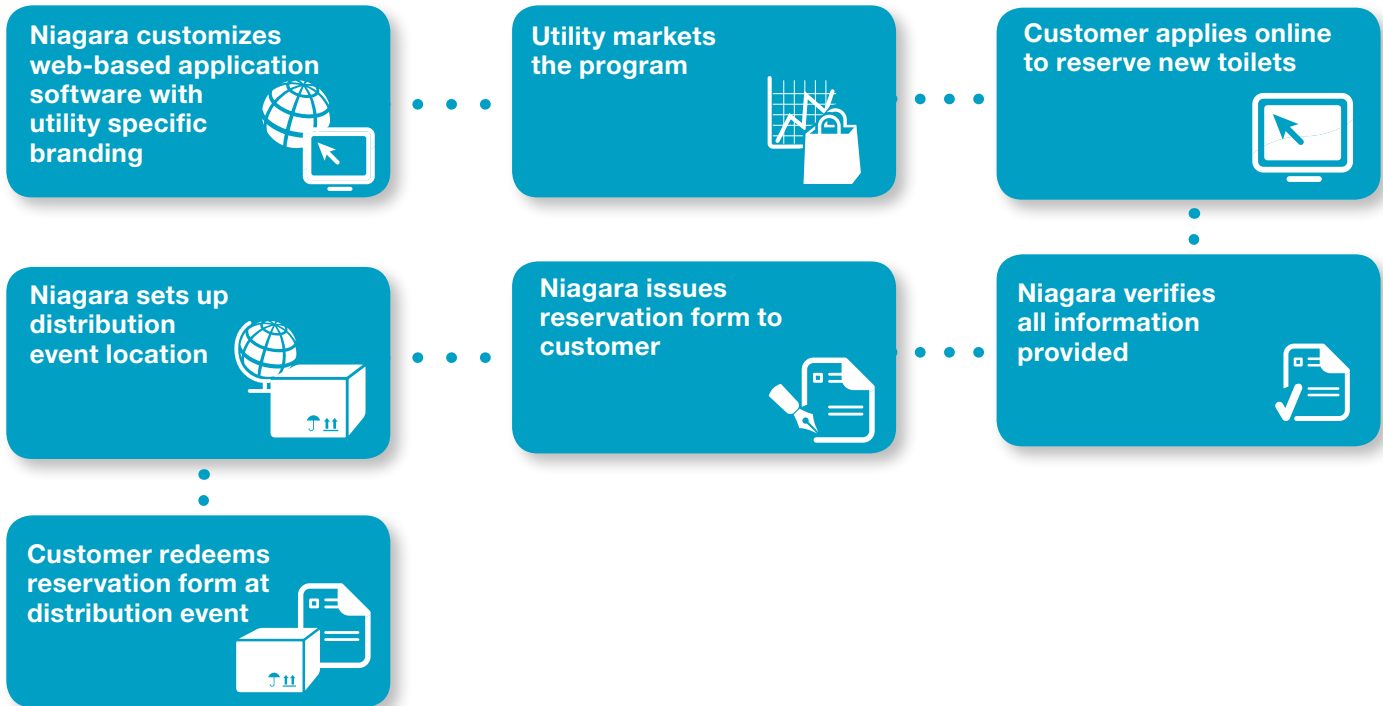 Niagara customizes
web-based application
software with
utility specific
branding
Utility markets
the program
Customer applies online
to reserve new toilets
Niagara verifies
all information
provided
Niagara issues
reservation form to
customer
Niagara sets up
distribution
event location
Customer redeems
reservation form at
distribution event